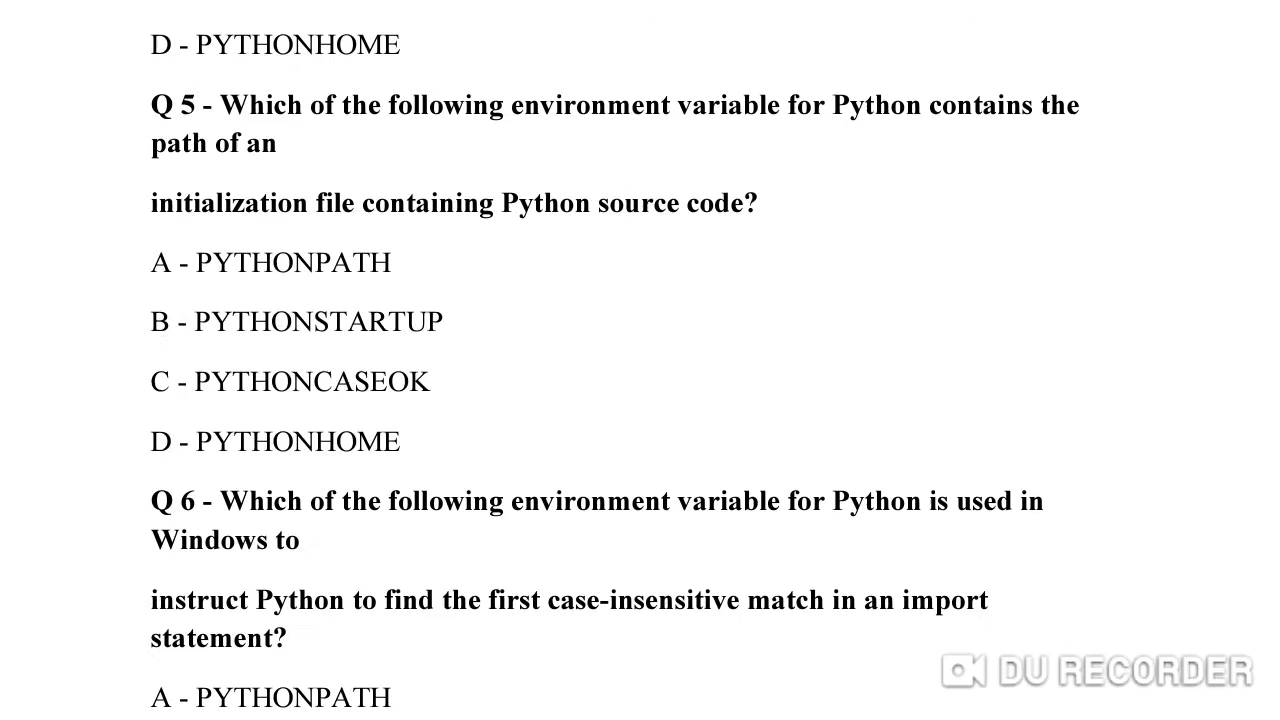 D - PYTHONHOME
Q 5 - Which of the following environment variable for Python contains the
path of an
initialization file containing Python source code?
A - PYTHONPATH
B - PYTHONSTARTUP
C - PYTHONCASEOK
D - PYTHONHOME
Q 6 - Which of the following environment variable for Python is used in
Windows to
instruct Python to find the first case-insensitive match in an import
statement?
DU RECORDER
A - PYTHONPATH